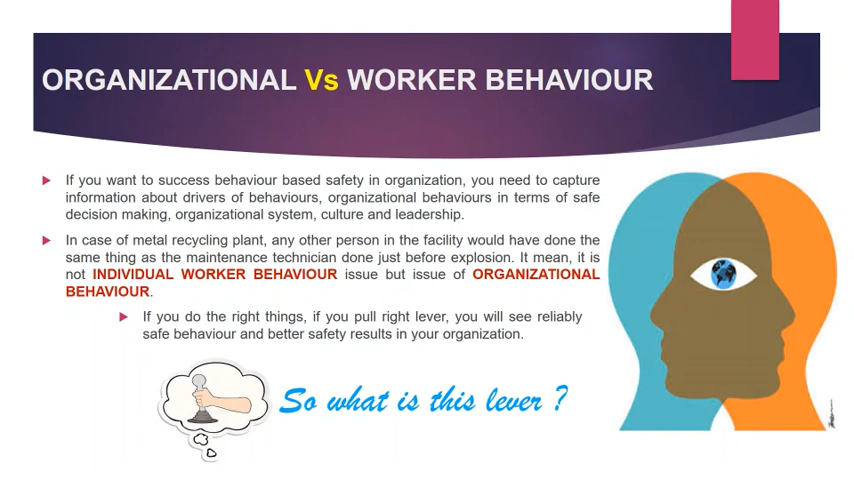 ORGANIZATIONAL Vs WORKER BEHAVIOUR
If you want to success behaviour based safety in organization, you need to capture
information about drivers of behaviours, organizational behaviours in terms of safe
decision making, organizational system, culture and leadership.
In case of metal recycling plant, any other person in the facility would have done the
same thing as the maintenance technician done just before explosion. It mean, it is
not INDIVIDUAL WORKER BEHAVIOUR issue but issue of ORGANIZATIONAL
BEHAVIOUR.
If you do the right things, if you pull right lever, you will see reliably
safe behaviour and better safety results in your organization.
So what is this lever ?